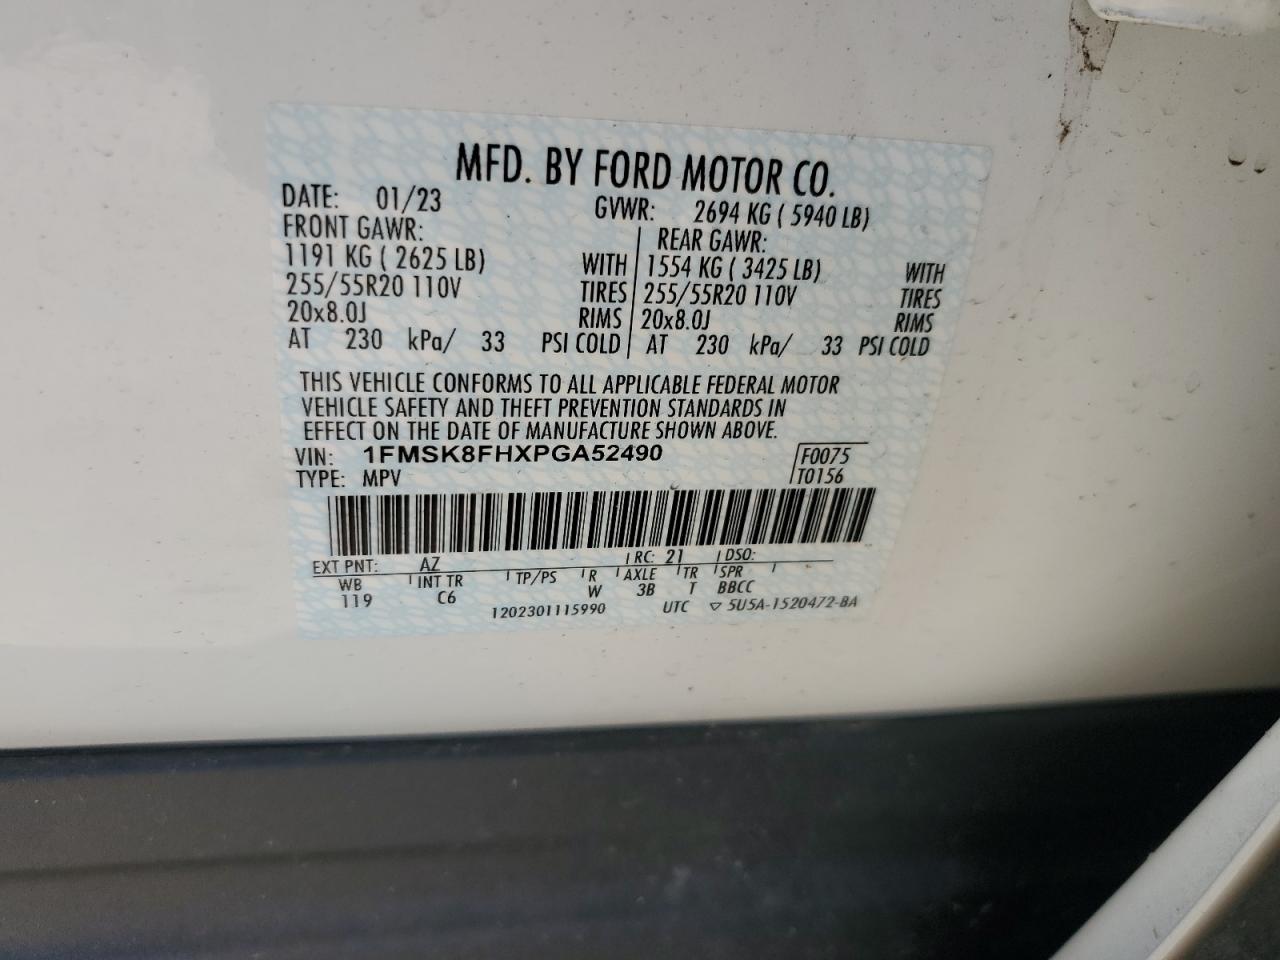 MFD. BY FORD MOTOR CO.
DATE: 01/23 GVWR: 2694 KG ( 5940 LB)
FRONT GAWR: REAR GAWR:
1191 KG ( 2625 LB) WITH 1554 KG ( 3425 LB) WITH
255/55R20 110V TIRES 255/55R20 110V TIRES
20x8.0J RIMS 20x8.0J RIMS
AT 230 kPa/ 33 PSI COLD AT 230 kPa/ 33 PSI COLD
THIS VEHICLE CONFORMS TO ALL APPLICABLE FEDERAL MOTOR
VEHICLE SAFETY AND THEFT PREVENTION STANDARDS IN
EFFECT ON THE DATE OF MANUFACTURE SHOWN ABOVE.
VIN: 1FMSK8FHXPGA52490 F0075
TYPE: MPV T0156
EXT PNT: AZ RC: 21 DSO:
WB INT TR TP/PS R AXLE TR SPR
119 C6 W 3B T BBCC
1202301115990 UTC ▽ 5U5A-1520472-BA